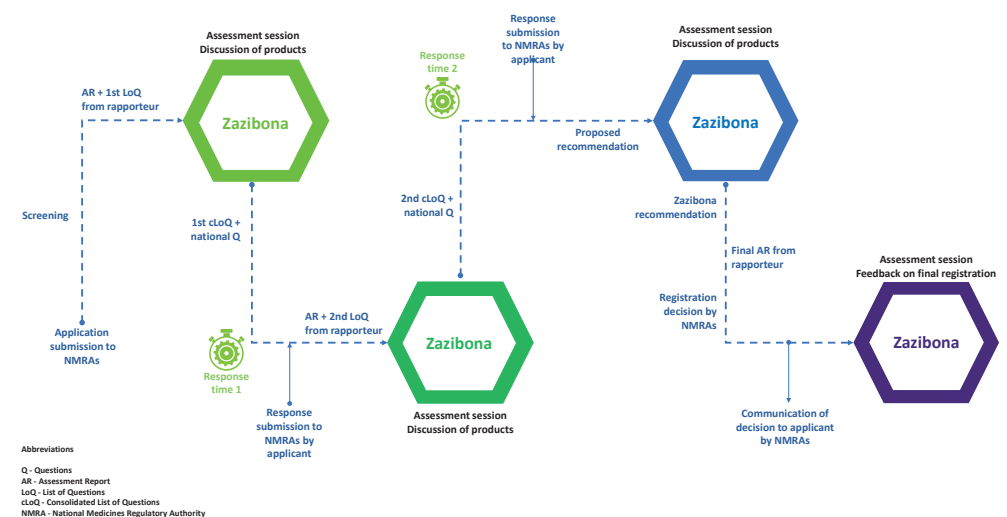 Assessment session
Discussion of products
Zazibona
AR + 1st LoQ
from rapporteur
Screening
Application
submission to
NMRAs
1st cLoQ +
national Q
Response
time 1
AR + 2nd LoQ
from rapporteur
Response
submission to
NMRAs by
applicant
Zazibona
Assessment session
Discussion of products
2nd cLoQ +
national Q
Response
time 2
Response
submission
to NMRAs by
applicant
Proposed
recommendation
Assessment session
Discussion of products
Zazibona
Zazibona
recommendation
Final AR from
rapporteur
Registration
decision by
NMRAs
Communication of
decision to applicant
by NMRAs
Assessment session
Feedback on final registration
Zazibona
Abbreviations
Q - Questions
AR - Assessment Report
LoQ - List of Questions
cLoQ - Consolidated List of Questions
NMRA - National Medicines Regulatory Authority